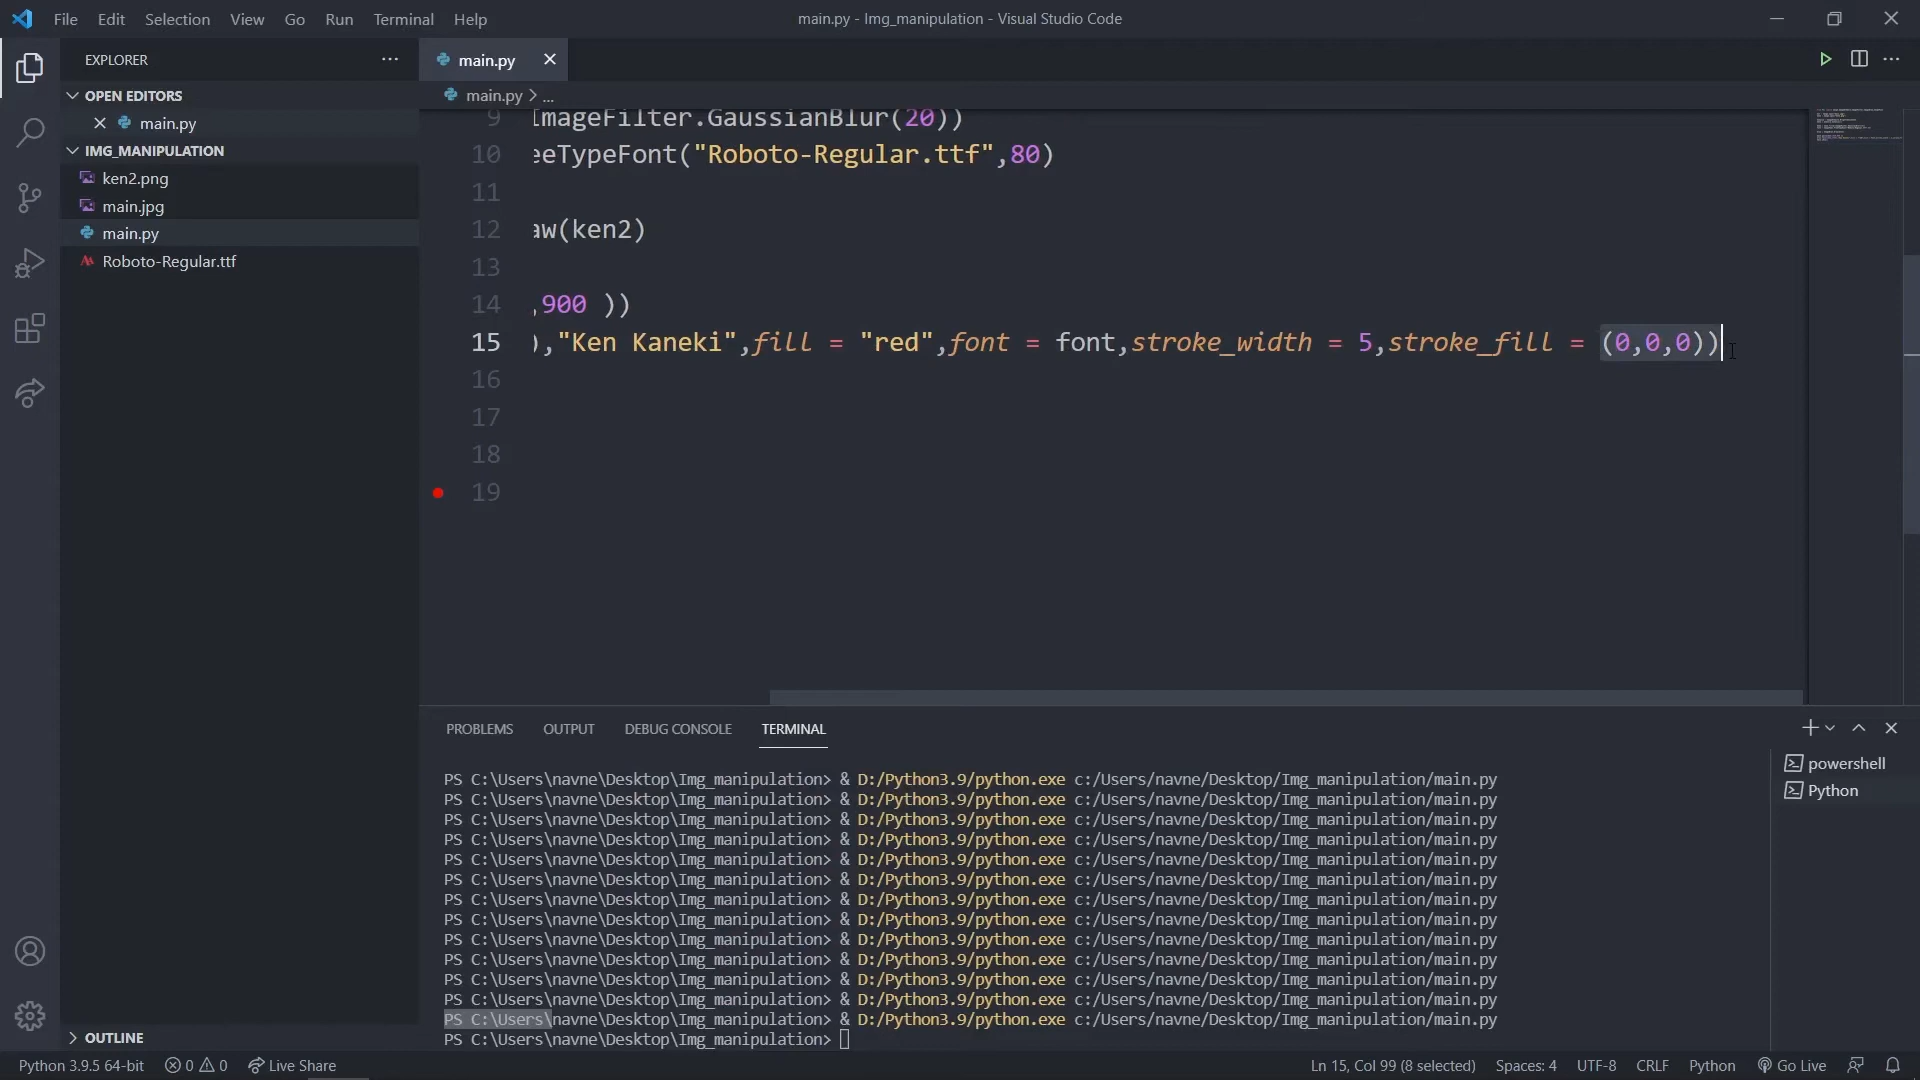 File Edit Selection View Go Run Terminal Help
main.py - Img_manipulation - Visual Studio Code
EXPLORER
main.py
OPEN EDITORS
main.py
IMG_MANIPULATION
ken2.png
main.jpg
main.py
Roboto-Regular.ttf
OUTLINE
main.py > ...
9 ImageFilter.GaussianBlur(20))
10 eeTypeFont("Roboto-Regular.ttf",80)
11
12 aw(ken2)
13
14 ,900 ))
15 ),"Ken Kaneki",fill = "red",font = font,stroke_width = 5,stroke_fill = (0,0,0))
16
17
18
19
PROBLEMS OUTPUT DEBUG CONSOLE TERMINAL
powershell
Python
PS C:\Users\navne\Desktop\Img_manipulation> & D:/Python3.9/python.exe c:/Users/navne/Desktop/Img_manipulation/main.py
PS C:\Users\navne\Desktop\Img_manipulation> & D:/Python3.9/python.exe c:/Users/navne/Desktop/Img_manipulation/main.py
PS C:\Users\navne\Desktop\Img_manipulation> & D:/Python3.9/python.exe c:/Users/navne/Desktop/Img_manipulation/main.py
PS C:\Users\navne\Desktop\Img_manipulation> & D:/Python3.9/python.exe c:/Users/navne/Desktop/Img_manipulation/main.py
PS C:\Users\navne\Desktop\Img_manipulation> & D:/Python3.9/python.exe c:/Users/navne/Desktop/Img_manipulation/main.py
PS C:\Users\navne\Desktop\Img_manipulation> & D:/Python3.9/python.exe c:/Users/navne/Desktop/Img_manipulation/main.py
PS C:\Users\navne\Desktop\Img_manipulation> & D:/Python3.9/python.exe c:/Users/navne/Desktop/Img_manipulation/main.py
PS C:\Users\navne\Desktop\Img_manipulation> & D:/Python3.9/python.exe c:/Users/navne/Desktop/Img_manipulation/main.py
PS C:\Users\navne\Desktop\Img_manipulation> & D:/Python3.9/python.exe c:/Users/navne/Desktop/Img_manipulation/main.py
PS C:\Users\navne\Desktop\Img_manipulation> & D:/Python3.9/python.exe c:/Users/navne/Desktop/Img_manipulation/main.py
PS C:\Users\navne\Desktop\Img_manipulation> & D:/Python3.9/python.exe c:/Users/navne/Desktop/Img_manipulation/main.py
PS C:\Users\navne\Desktop\Img_manipulation> & D:/Python3.9/python.exe c:/Users/navne/Desktop/Img_manipulation/main.py
PS C:\Users\navne\Desktop\Img_manipulation> & D:/Python3.9/python.exe c:/Users/navne/Desktop/Img_manipulation/main.py
PS C:\Users\navne\Desktop\Img_manipulation>
Python 3.9.5 64-bit 0 0 Live Share
Ln 15, Col 99 (8 selected) Spaces: 4 UTF-8 CRLF Python Go Live